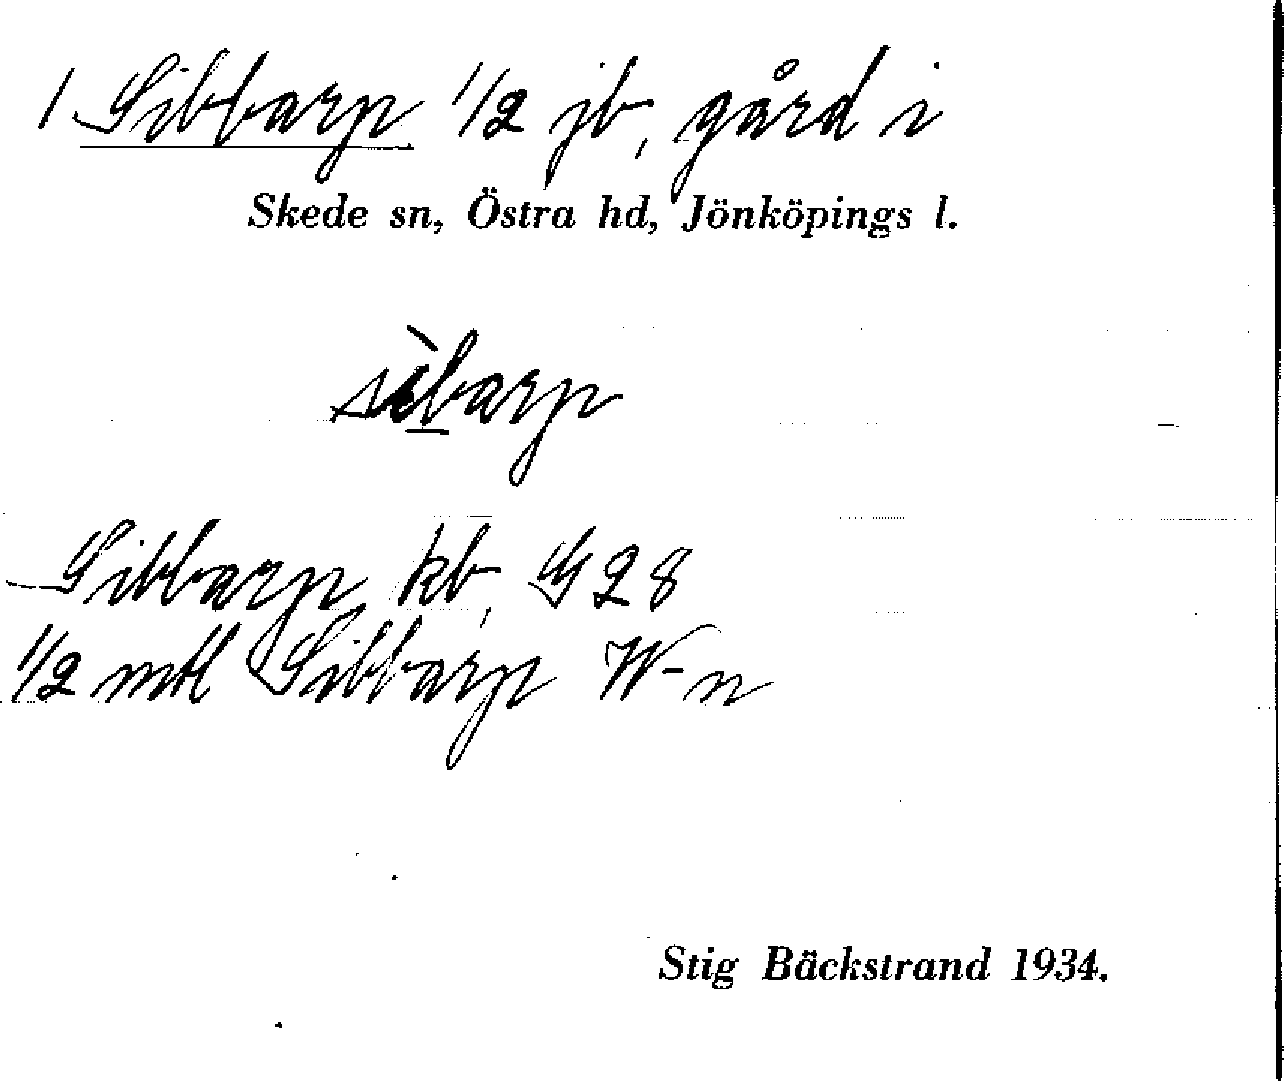 1 Sibbarp 1/2 jb, gård i
Skede sn, Östra hd, Jönköpings l.
sìbarp
Sibbarp kb, G 28
1/2 mtl Sibbarp W-n
Stig Bäckstrand 1934.